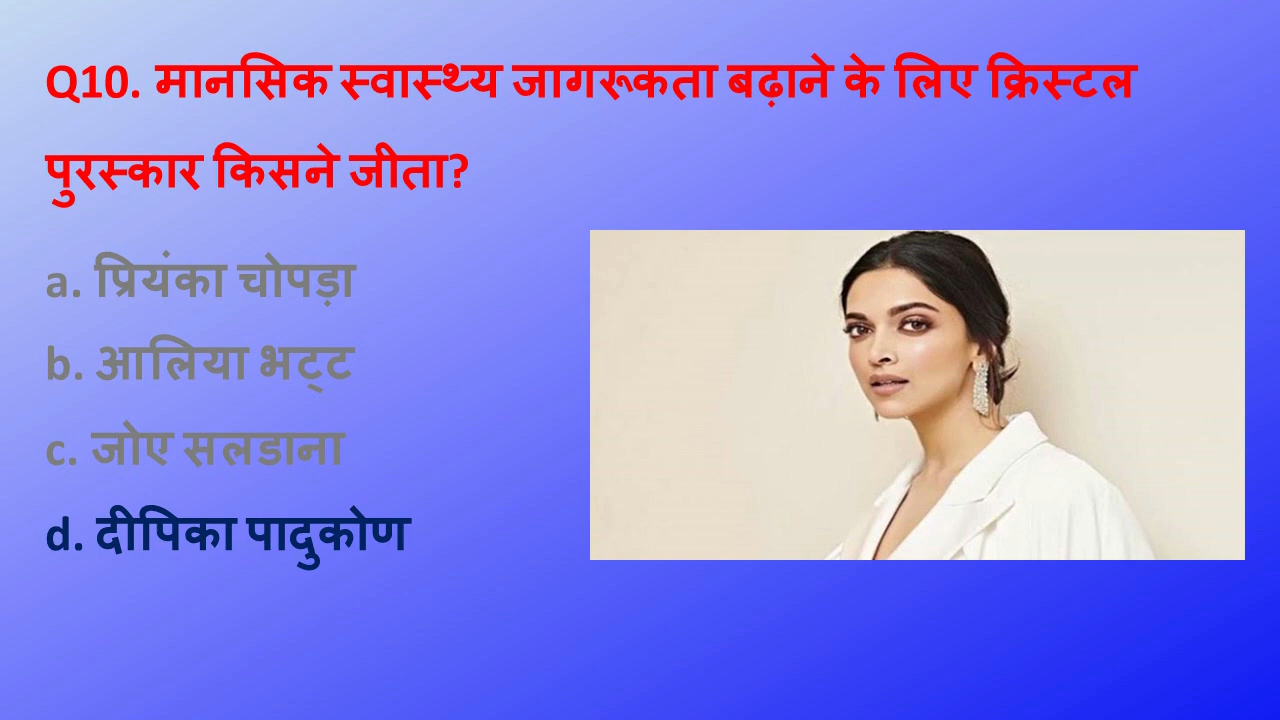 Q10. मानसिक स्वास्थ्य जागरूकता बढ़ाने के लिए क्रिस्टल
पुरस्कार किसने जीता?
a. प्रियंका चोपड़ा
b. आलिया भट्ट
c. जोए सलडाना
d. दीपिका पादुकोण